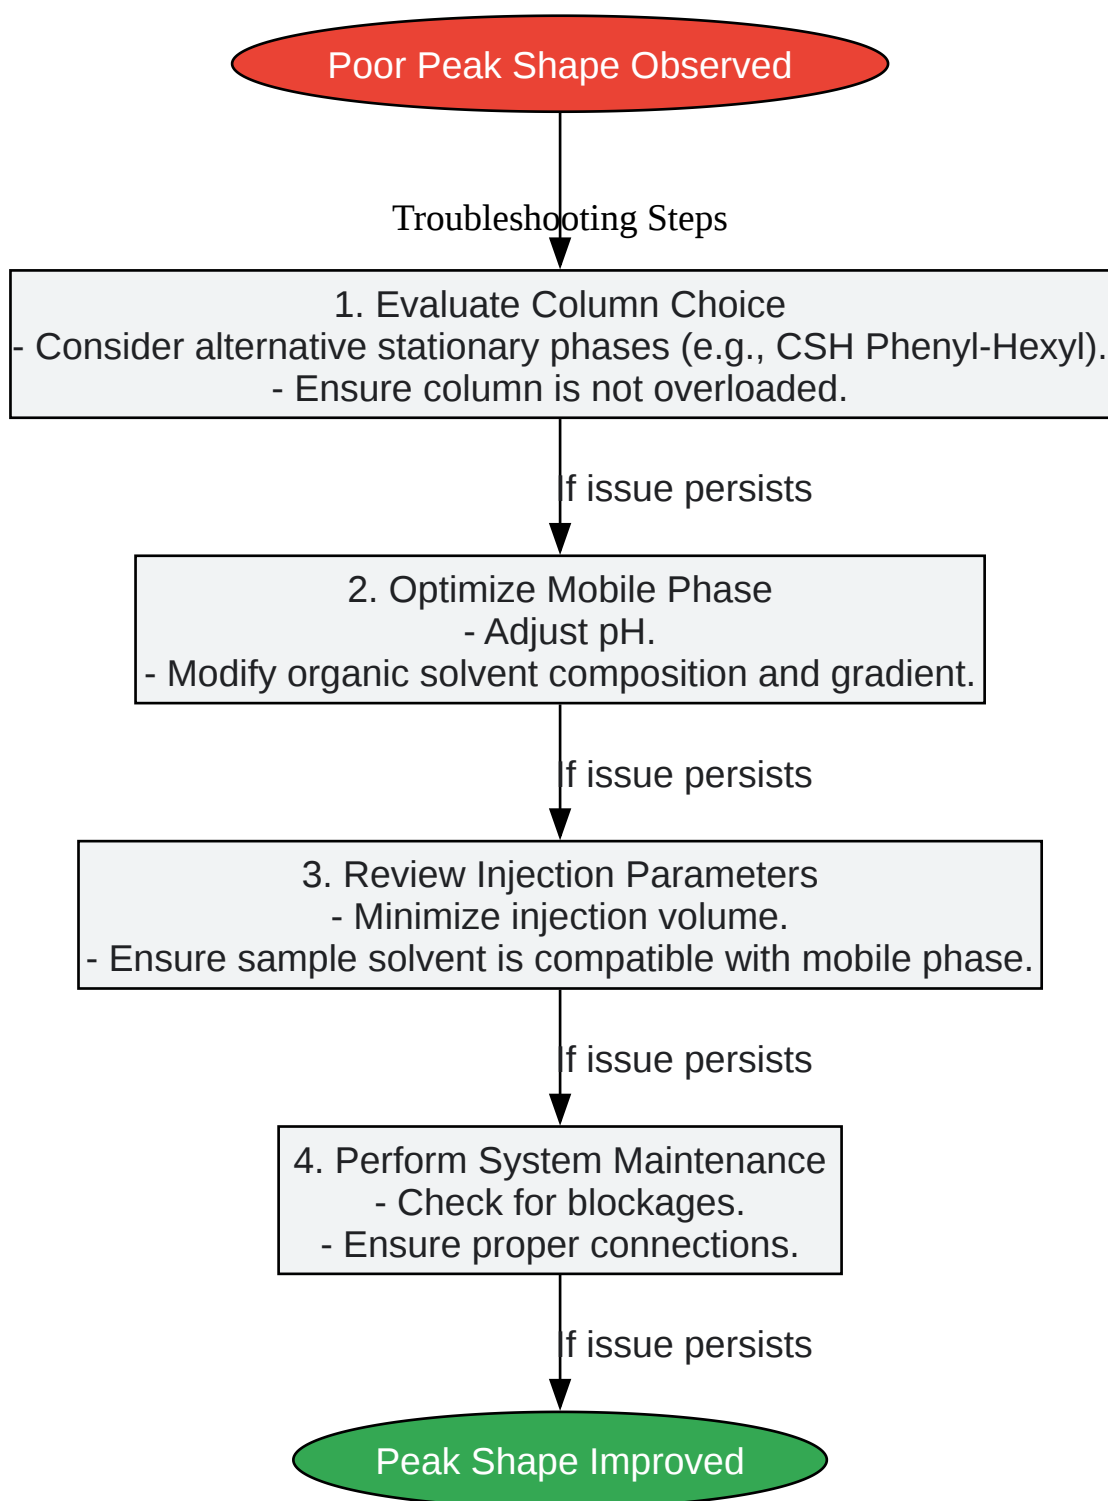 Poor Peak Shape Observed
Troubleshooting Steps
1. Evaluate Column Choice
- Consider alternative stationary phases (e.g., CSH Phenyl-Hexyl).
- Ensure column is not overloaded.
If issue persists
2. Optimize Mobile Phase
- Adjust pH.
- Modify organic solvent composition and gradient.
If issue persists
3. Review Injection Parameters
- Minimize injection volume.
- Ensure sample solvent is compatible with mobile phase.
If issue persists
4. Perform System Maintenance
- Check for blockages.
- Ensure proper connections.
If issue persists
Peak Shape Improved